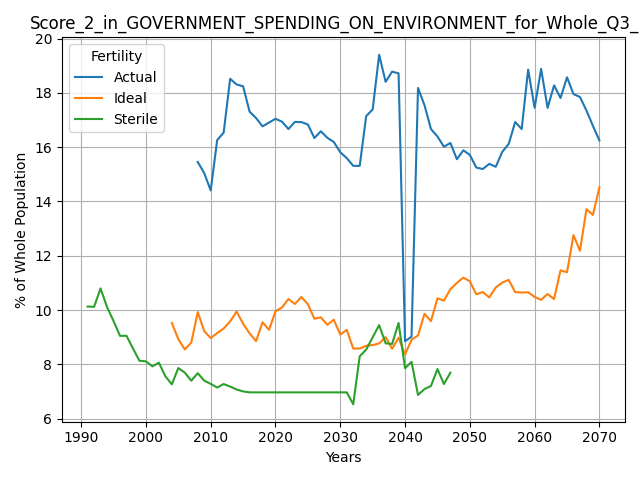 Score_2_in_GOVERNMENT_SPENDING_ON_ENVIRONMENT_for_Whole_Q3_
Fertility
Actual
Ideal
Sterile
% of Whole Population
20
18
16
14
12
10
8
6
1990 2000 2010 2020 2030 2040 2050 2060 2070
Years